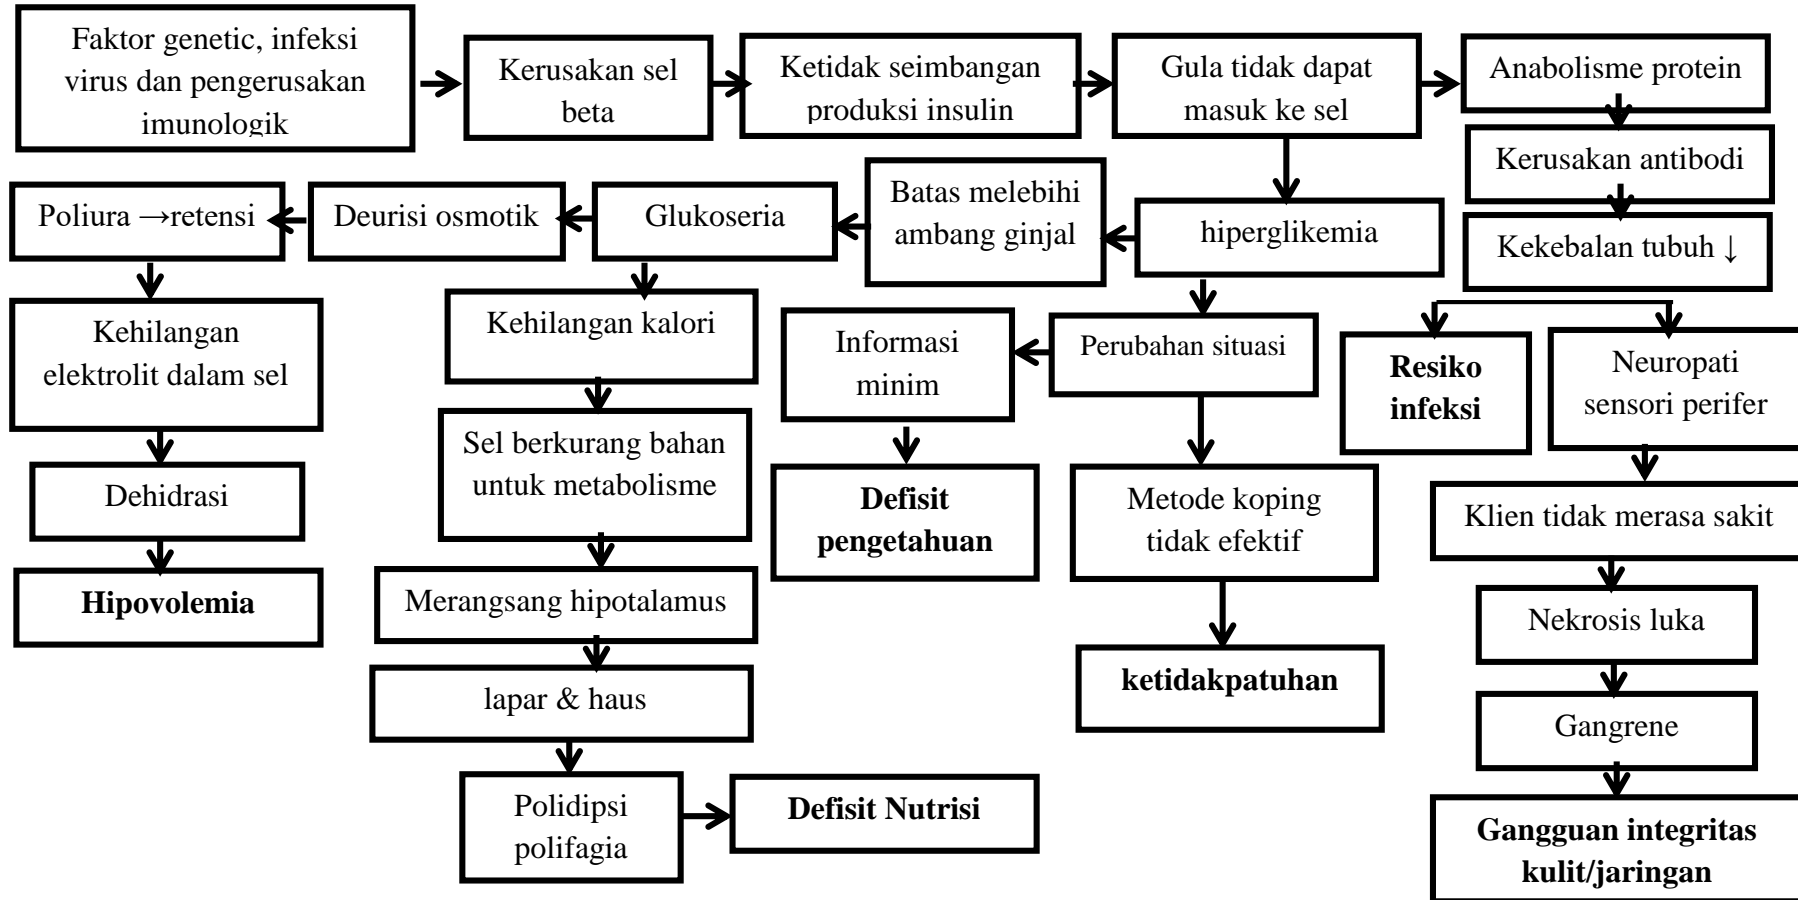 Faktor genetic, infeksi
virus dan pengerusakan
imunologik
Kerusakan sel
beta
Ketidak seimbangan
produksi insulin
Gula tidak dapat
masuk ke sel
Anabolisme protein
Kerusakan antibodi
Kekebalan tubuh ↓
Poliura →retensi
Deurisi osmotik
Glukoseria
Batas melebihi
ambang ginjal
hiperglikemia
Kehilangan
elektrolit dalam sel
Kehilangan kalori
Informasi
minim
Perubahan situasi
Resiko
infeksi
Neuropati
sensori perifer
Dehidrasi
Sel berkurang bahan
untuk metabolisme
Defisit
pengetahuan
Metode koping
tidak efektif
Klien tidak merasa sakit
Hipovolemia
Merangsang hipotalamus
Nekrosis luka
lapar & haus
ketidakpatuhan
Gangrene
Polidipsi
polifagia
Defisit Nutrisi
Gangguan integritas
kulit/jaringan